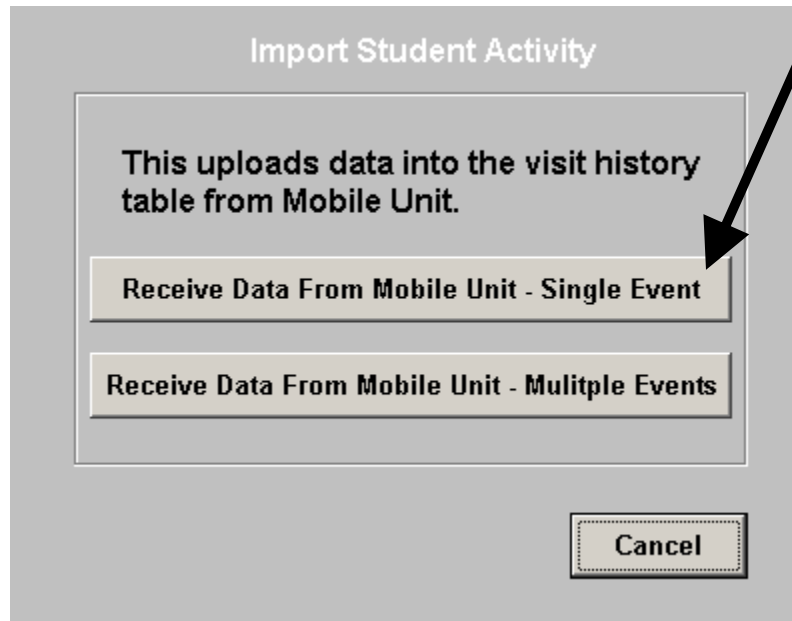 Import Student Activity
This uploads data into the visit history
table from Mobile Unit.
Receive Data From Mobile Unit - Single Event
Receive Data From Mobile Unit - Mulitple Events
Cancel